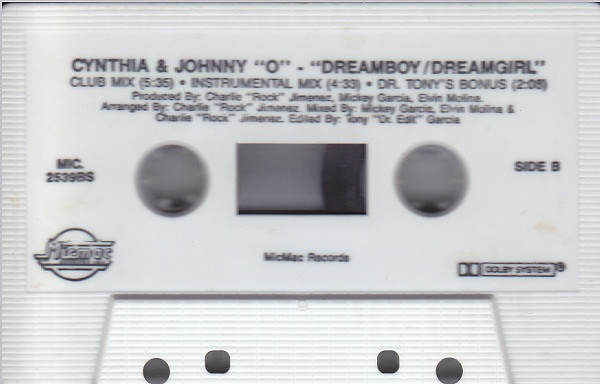 CYNTHIA & JOHNNY "O" - "DREAMBOY/DREAMGIRL"
CLUB MIX (5:35) • INSTRUMENTAL MIX (4:33) • DR. TONY'S BONUS (2:08)
Produced By: Charlie "Rock" Jimenez, Mickey Garcia, Elvin Molina.
Arranged By: Charlie "Rock" Jimenez. Mixed By: Mickey Garcia, Elvin Molina &
Charlie "Rock" Jimenez. Edited By: Tony "Dr. Edit" Garcia
MIC.
2539BS
SIDE B
Micmac
MicMac Records
DOLBY SYSTEM®